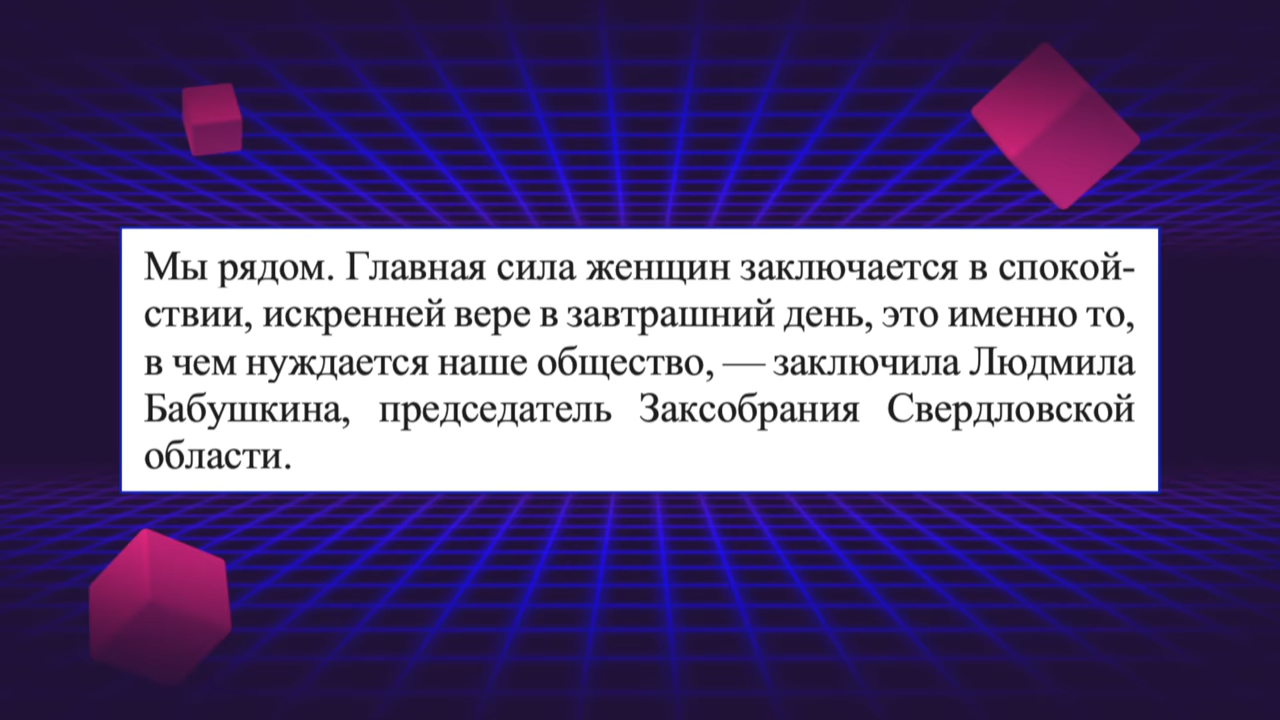 Мы рядом. Главная сила женщин заключается в спокой-
ствии, искренней вере в завтрашний день, это именно то,
в чем нуждается наше общество, — заключила Людмила
Бабушкина, председатель Заксобрания Свердловской
области.